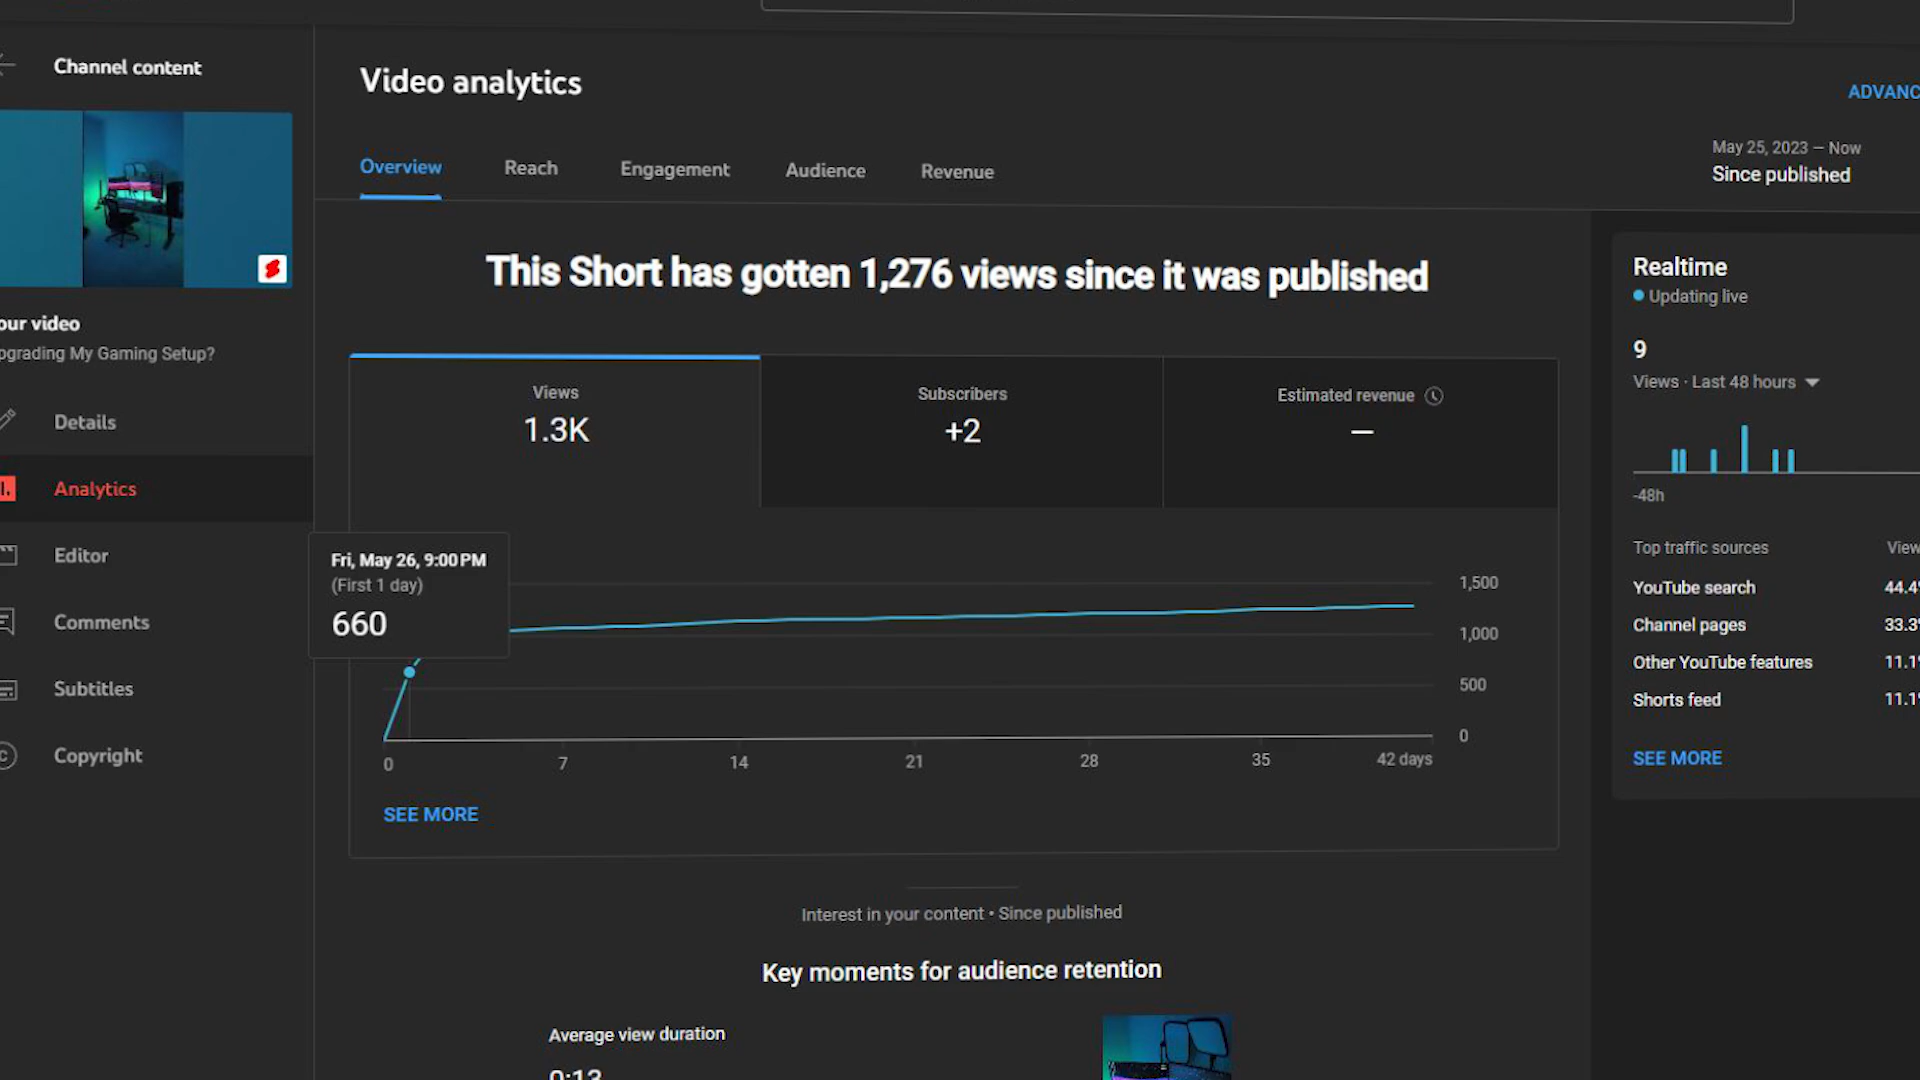 Channel content
our video
pgrading My Gaming Setup?
Details
Analytics
Editor
Comments
Subtitles
Copyright
Video analytics
ADVANC
Overview
Reach
Engagement
Audience
Revenue
May 25, 2023 – Now
Since published
This Short has gotten 1,276 views since it was published
Views
1.3K
Subscribers
+2
Estimated revenue
—
Fri, May 26, 9:00 PM
(First 1 day)
660
1,500
1,000
500
0
0
7
14
21
28
35
42 days
SEE MORE
Interest in your content • Since published
Key moments for audience retention
Average view duration
0:13
Realtime
Updating live
9
Views · Last 48 hours
-48h
Top traffic sources
View
YouTube search
44.4
Channel pages
33.3
Other YouTube features
11.1
Shorts feed
11.1
SEE MORE